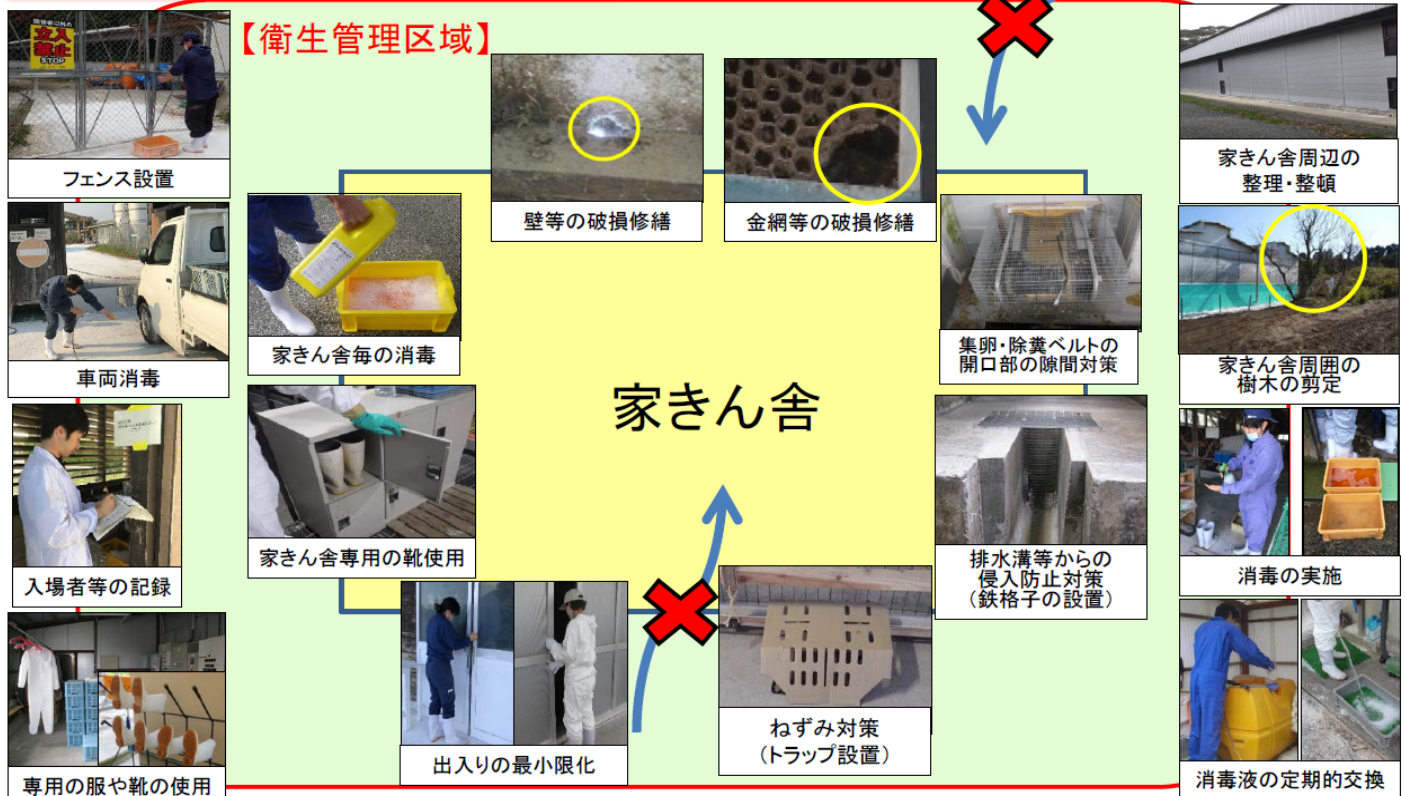 【衛生管理区域】
関係者以外の
立入
禁止
STOP
フェンス設置
車両消毒
入場者等の記録
専用の服や靴の使用
壁等の破損修繕
金網等の破損修繕
家きん舎毎の消毒
家きん舎専用の靴使用
家きん舎
集卵・除糞ベルトの
開口部の隙間対策
排水溝等からの
侵入防止対策
（鉄格子の設置）
出入りの最小限化
ねずみ対策
（トラップ設置）
家きん舎周辺の
整理・整頓
家きん舎周囲の
樹木の剪定
消毒の実施
消毒液の定期的交換